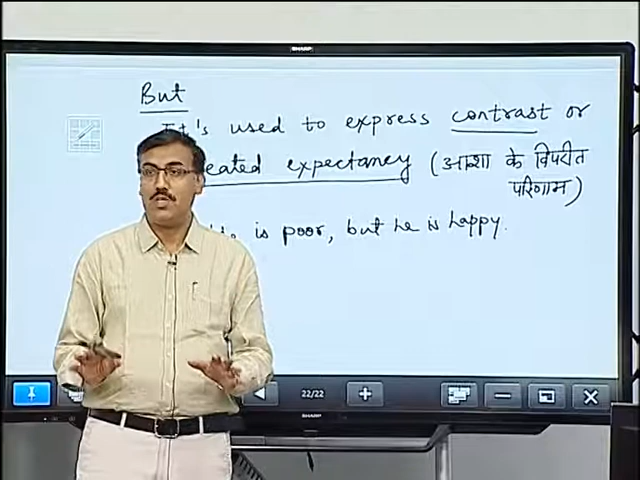 SHARP
But
It's used to express contrast or
expectancy (आशा के विपरीत
परिणाम)
is poor, but he is happy.
22/22
SHARP